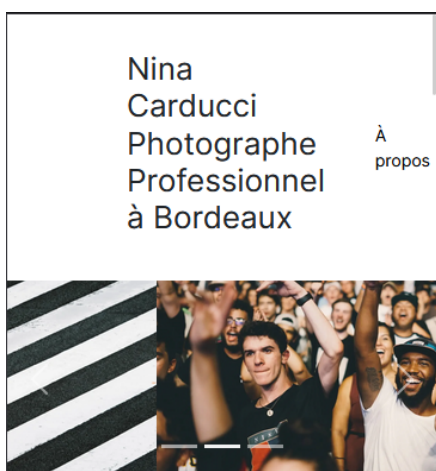 Nina
Carducci
Photographe
Professionnel
à Bordeaux
À
propos